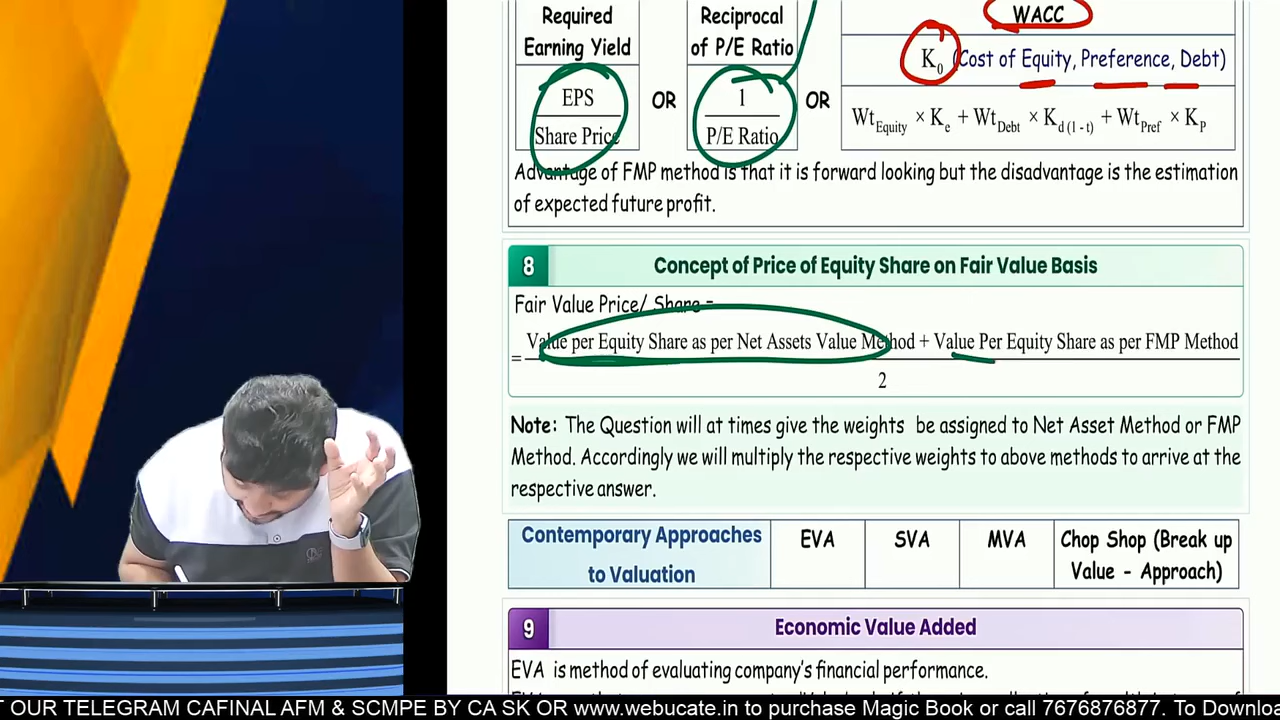 Required
Earning Yield
EPS
Share Price
OR
Reciprocal
of P/E Ratio
1
P/E Ratio
OR
WACC
K0 (Cost of Equity, Preference, Debt)
WtEquity × Ke + WtDebt × Kd (1 - t) + WtPref × KP
Advantage of FMP method is that it is forward looking but the disadvantage is the estimation
of expected future profit.
8 Concept of Price of Equity Share on Fair Value Basis
Fair Value Price/ Share =
= Value per Equity Share as per Net Assets Value Method + Value Per Equity Share as per FMP Method
2
Note: The Question will at times give the weights be assigned to Net Asset Method or FMP
Method. Accordingly we will multiply the respective weights to above methods to arrive at the
respective answer.
Contemporary Approaches
to Valuation
EVA
SVA
MVA
Chop Shop (Break up
Value - Approach)
9 Economic Value Added
EVA is method of evaluating company's financial performance.
T OUR TELEGRAM CAFINAL AFM & SCMPE BY CA SK OR www.webucate.in to purchase Magic Book or call 7676876877. To Downloa